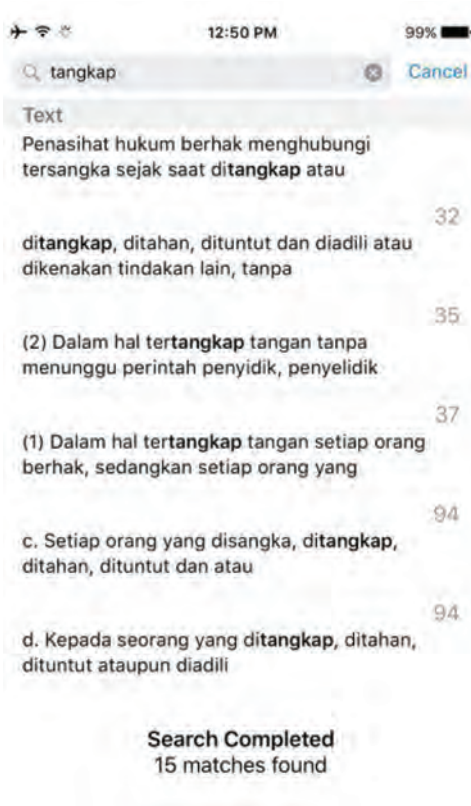 12:50 PM 99%
tangkap Cancel
Text
Penasihat hukum berhak menghubungi
tersangka sejak saat ditangkap atau
32
ditangkap, ditahan, dituntut dan diadili atau
dikenakan tindakan lain, tanpa
35
(2) Dalam hal tertangkap tangan tanpa
menunggu perintah penyidik, penyelidik
37
(1) Dalam hal tertangkap tangan setiap orang
berhak, sedangkan setiap orang yang
94
c. Setiap orang yang disangka, ditangkap,
ditahan, dituntut dan atau
94
d. Kepada seorang yang ditangkap, ditahan,
dituntut ataupun diadili
Search Completed
15 matches found